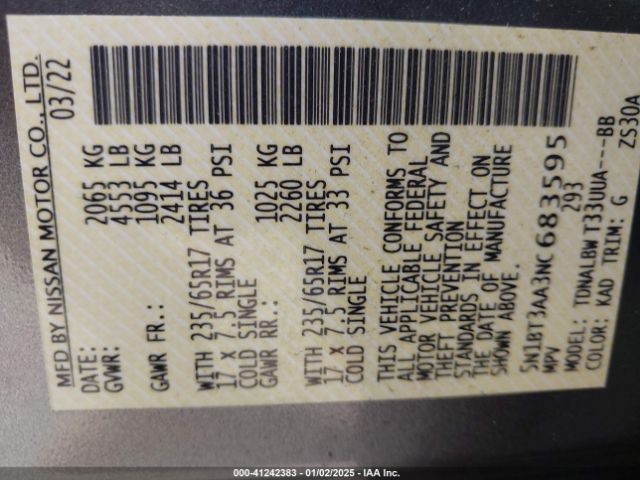 MFD BY NISSAN MOTOR CO., LTD.
DATE: 03/22
GVWR: 2065 KG
4553 LB
GAWR FR.: 1095 KG
2414 LB
WITH 235/65R17 TIRES
17 X 7.5 RIMS AT 36 PSI
COLD SINGLE
GAWR RR.: 1025 KG
2260 LB
WITH 235/65R17 TIRES
17 X 7.5 RIMS AT 33 PSI
COLD SINGLE
THIS VEHICLE CONFORMS TO
ALL APPLICABLE FEDERAL
MOTOR VEHICLE SAFETY AND
THEFT PREVENTION
STANDARDS IN EFFECT ON
THE DATE OF MANUFACTURE
SHOWN ABOVE.
5N1BT3AA3NC683595
MPV 293
MODEL: TDNALBWT33UUA---BB
COLOR: KAD TRIM: G ZS30A
000-41242383 - 01/02/2025 - IAA Inc.